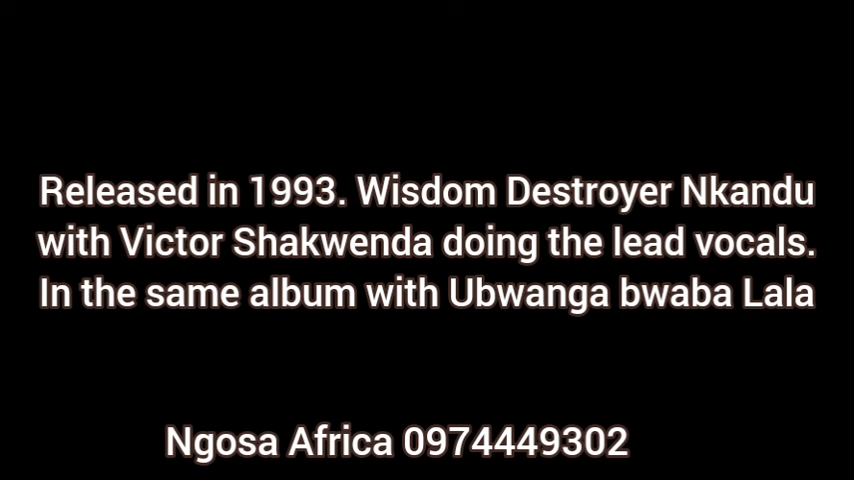 Released in 1993. Wisdom Destroyer Nkandu
with Victor Shakwenda doing the lead vocals.
In the same album with Ubwanga bwaba Lala
Ngosa Africa 0974449302